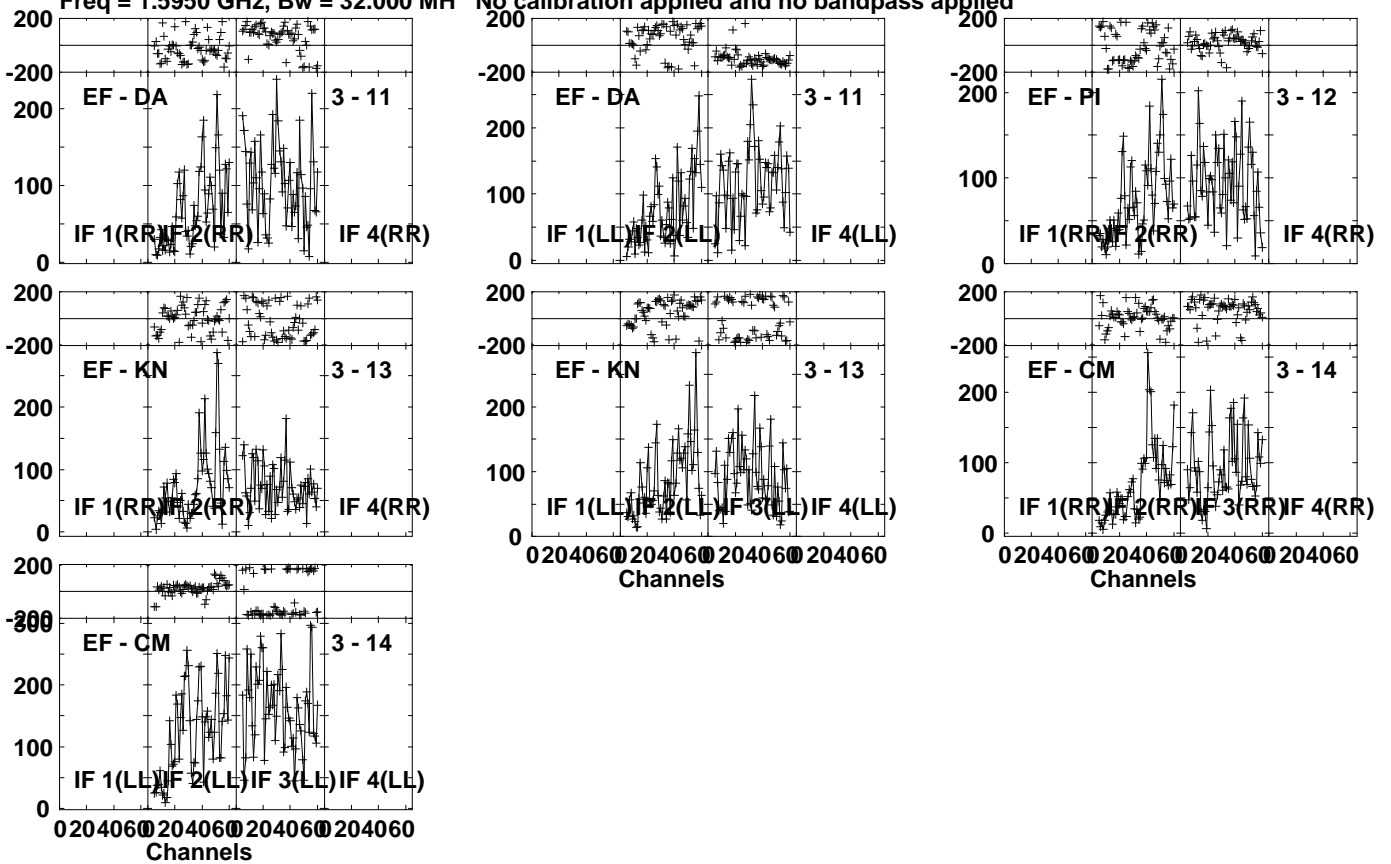 Freq = 1.5950 GHz, Bw = 32.000 MH No calibration applied and no bandpass applied
200
-200
EF - DA 3 - 11
200
100
0
IF 1(RR) IF 2(RR) IF 4(RR)
200
-200
EF - DA 3 - 11
200
100
0
IF 1(LL) IF 2(LL) IF 4(LL)
200
-200
EF - PI 3 - 12
200
100
0
IF 1(RR) IF 2(RR) IF 4(RR)
200
-200
EF - KN 3 - 13
200
100
0
IF 1(RR) IF 2(RR) IF 4(RR)
200
-200
EF - KN 3 - 13
200
100
0
IF 1(LL) IF 2(LL) IF 3(LL) IF 4(LL)
0 20 40 60 0 20 40 60 0 20 40 60 0 20 40 60
Channels
200
-200
EF - CM 3 - 14
200
100
0
IF 1(RR) IF 2(RR) IF 3(RR) IF 4(RR)
0 20 40 60 0 20 40 60 0 20 40 60 0 20 40 60
Channels
200
-200
300
EF - CM 3 - 14
200
100
0
IF 1(LL) IF 2(LL) IF 3(LL) IF 4(LL)
0 20 40 60 0 20 40 60 0 20 40 60 0 20 40 60
Channels